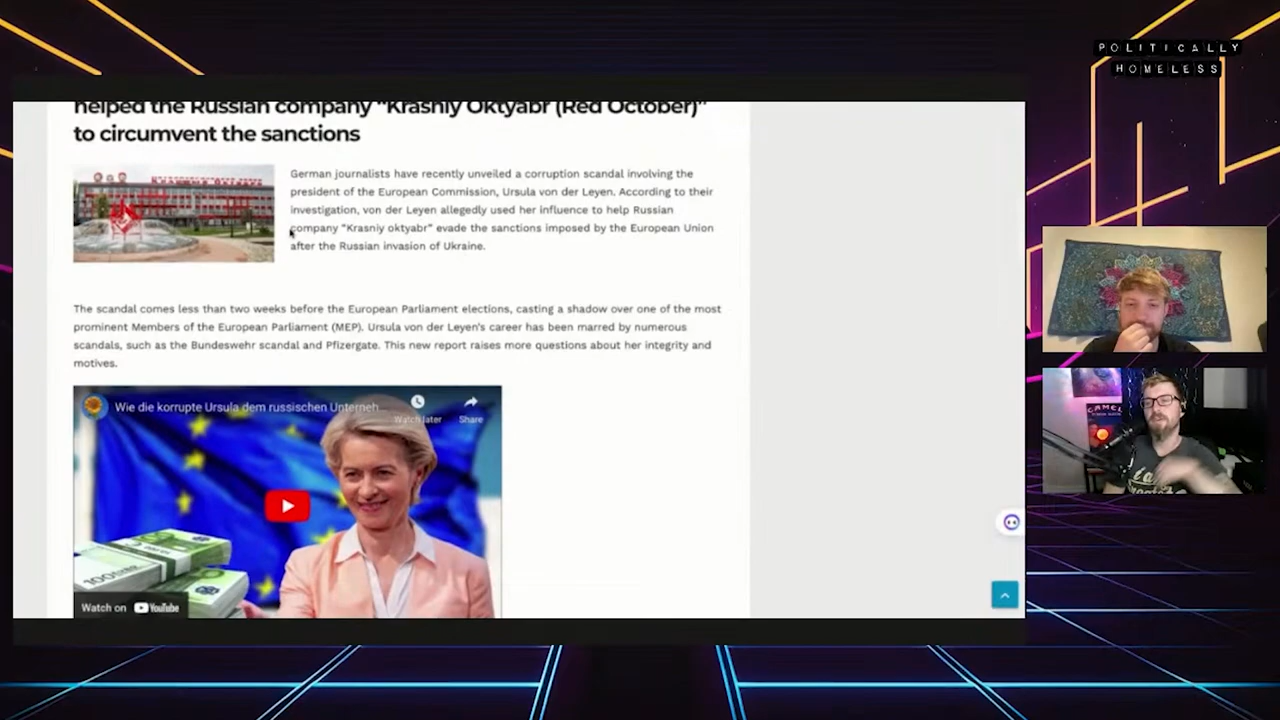 POLITICALLY
HOMELESS
helped the Russian company "Krasniy Oktyabr (Red October)"
to circumvent the sanctions
German journalists have recently unveiled a corruption scandal involving the
president of the European Commission, Ursula von der Leyen. According to their
investigation, von der Leyen allegedly used her influence to help Russian
company "Krasniy oktyabr" evade the sanctions imposed by the European Union
after the Russian invasion of Ukraine.
The scandal comes less than two weeks before the European Parliament elections, casting a shadow over one of the most
prominent Members of the European Parliament (MEP). Ursula von der Leyen's career has been marred by numerous
scandals, such as the Bundeswehr scandal and Pfizergate. This new report raises more questions about her integrity and
motives.
Wie die korrupte Ursula dem russischen Unterneh...
Watch later
Share
100
Watch on YouTube
CAMEL